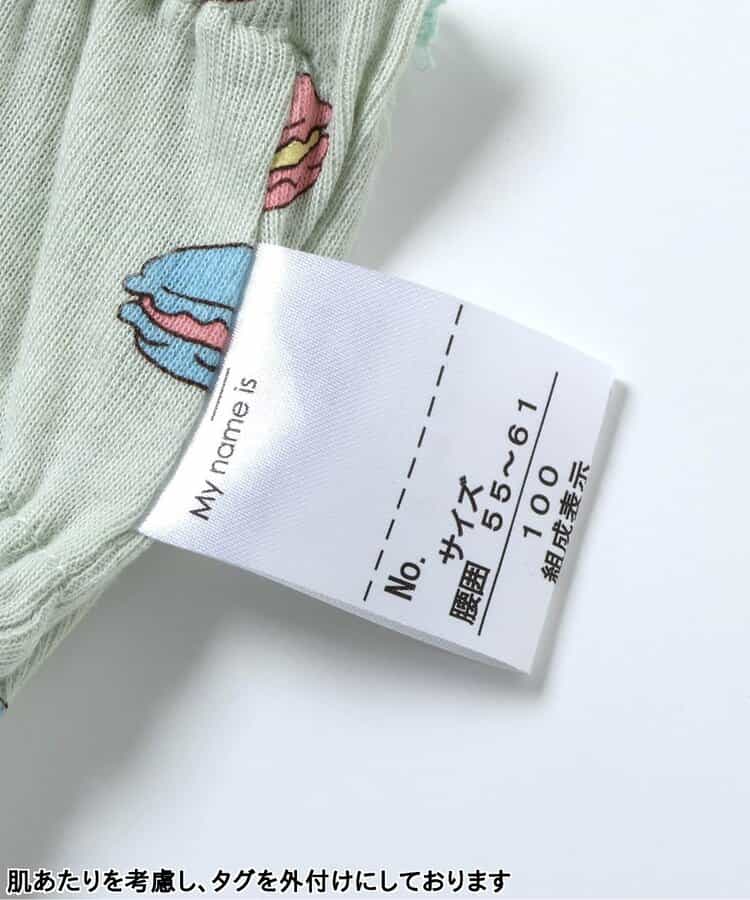 My name is
No.
サイズ
腰囲 55～61
100
組成表示
肌あたりを考慮し、タグを外付けにしております